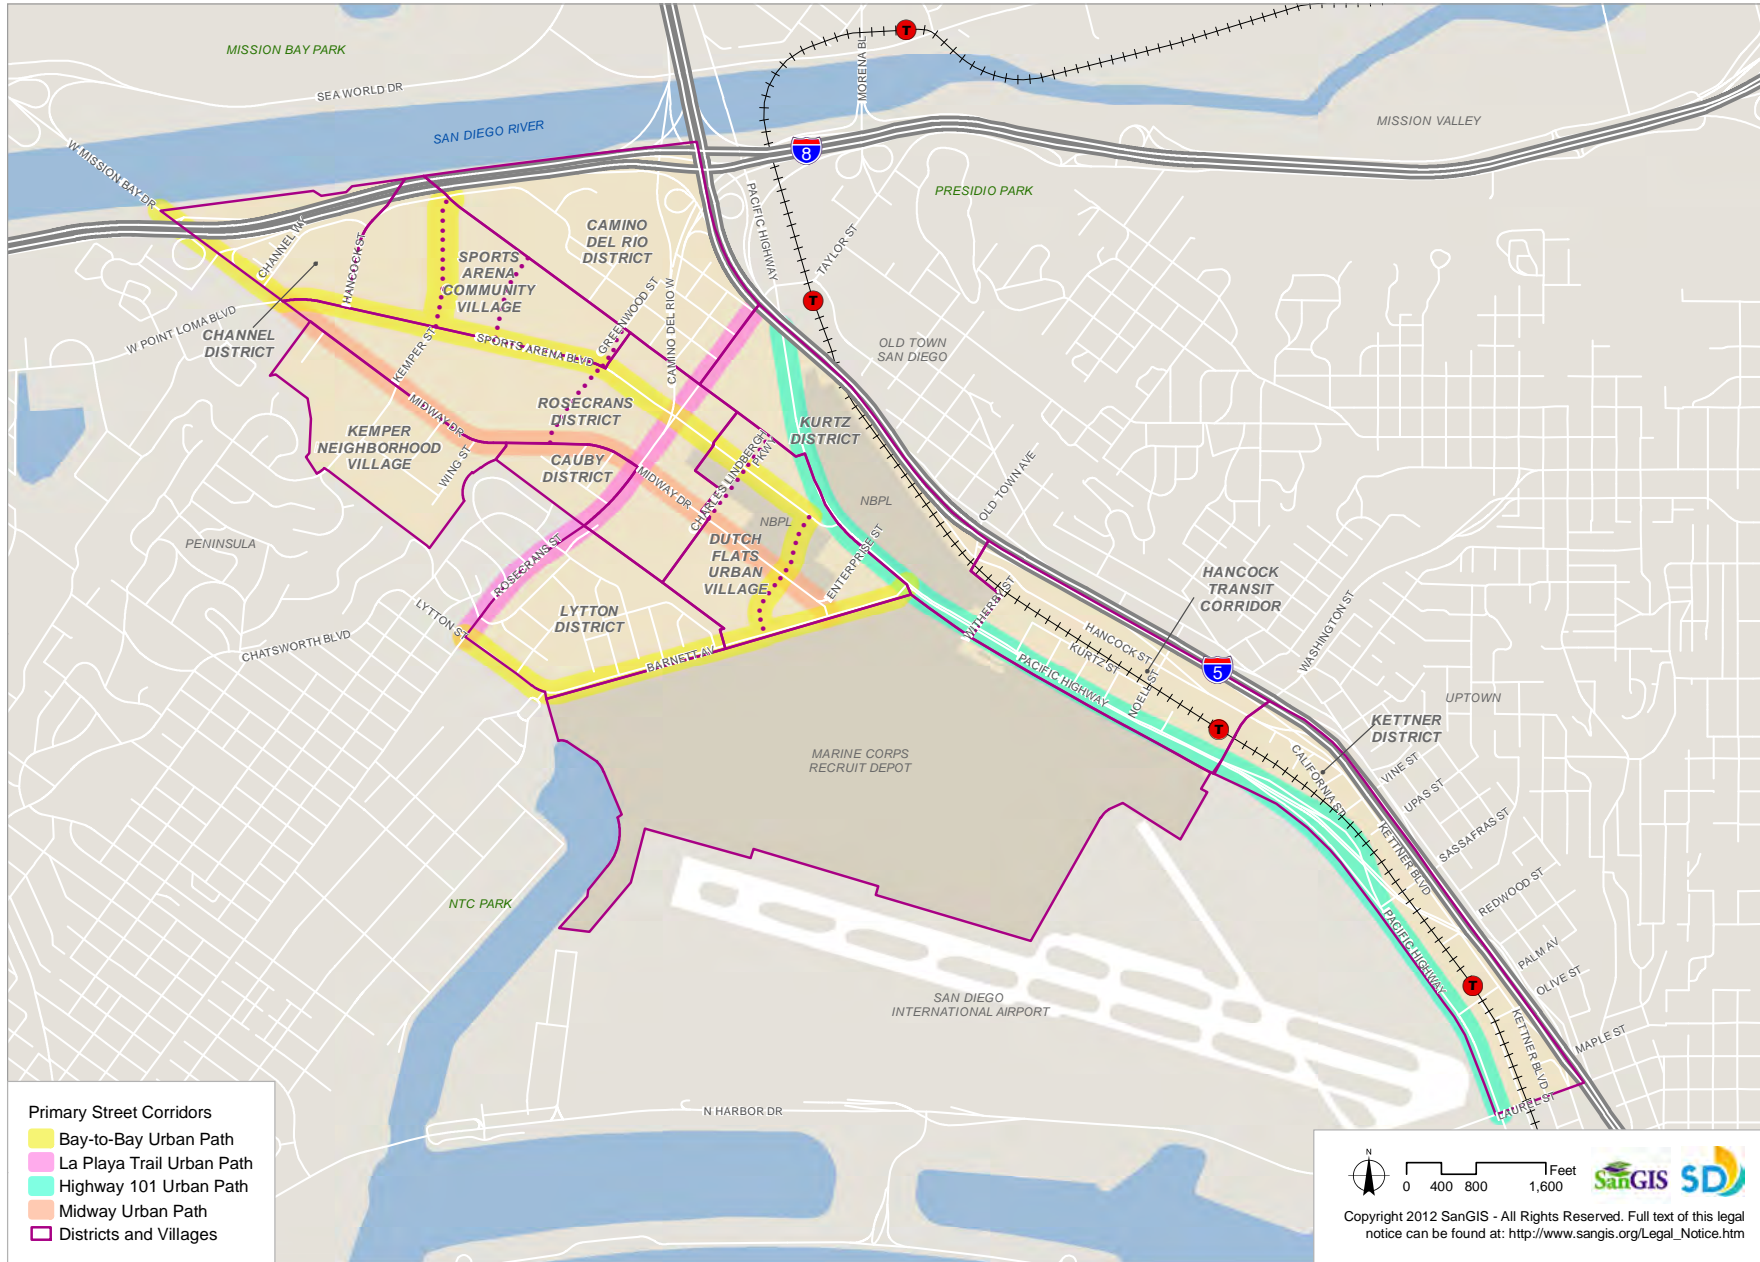 MISSION BAY PARK
SEA WORLD DR
SAN DIEGO RIVER
MORENA BL
T
8
MISSION VALLEY
W MISSION BAY DR
PACIFIC HIGHWAY
PRESIDIO PARK
TAYLOR ST
T
CHANNEL WY
HANCOCK ST
SPORTS
ARENA
COMMUNITY
VILLAGE
CAMINO
DEL RIO
DISTRICT
GREENWOOD ST
CAMINO DEL RIO W
W POINT LOMA BLVD
CHANNEL
DISTRICT
KEMPER ST
SPORTS ARENA BLVD
OLD TOWN
SAN DIEGO
MIDWAY DR
ROSECRANS
DISTRICT
KURTZ
DISTRICT
KEMPER
NEIGHBORHOOD
VILLAGE
WING ST
CAUBY
DISTRICT
MIDWAY DR
CHARLES LINDBERGH
PKWY
NBPL
NBPL
OLD TOWN AVE
PENINSULA
ROSECRANS ST
DUTCH
FLATS
URBAN
VILLAGE
ENTERPRISE ST
LYTTON ST
LYTTON
DISTRICT
CHATSWORTH BLVD
BARNETT AV
WITHERBY ST
HANCOCK
TRANSIT
CORRIDOR
HANCOCK ST
KURTZ ST
PACIFIC HIGHWAY
NOELL ST
WASHINGTON ST
5
T
UPTOWN
KETTNER
DISTRICT
MARINE CORPS
RECRUIT DEPOT
CALIFORNIA ST
VINE ST
UPAS ST
SASSAFRAS ST
KETTNER BLVD
REDWOOD ST
NTC PARK
PACIFIC HIGHWAY
PALM AV
T
OLIVE ST
SAN DIEGO
INTERNATIONAL AIRPORT
KETTNER BLVD
MAPLE ST
LAUREL ST
N HARBOR DR
Primary Street Corridors
Bay-to-Bay Urban Path
La Playa Trail Urban Path
Highway 101 Urban Path
Midway Urban Path
Districts and Villages
N
0 400 800 1,600
Feet
SanGIS
SD
Copyright 2012 SanGIS - All Rights Reserved. Full text of this legal
notice can be found at: http://www.sangis.org/Legal_Notice.htm